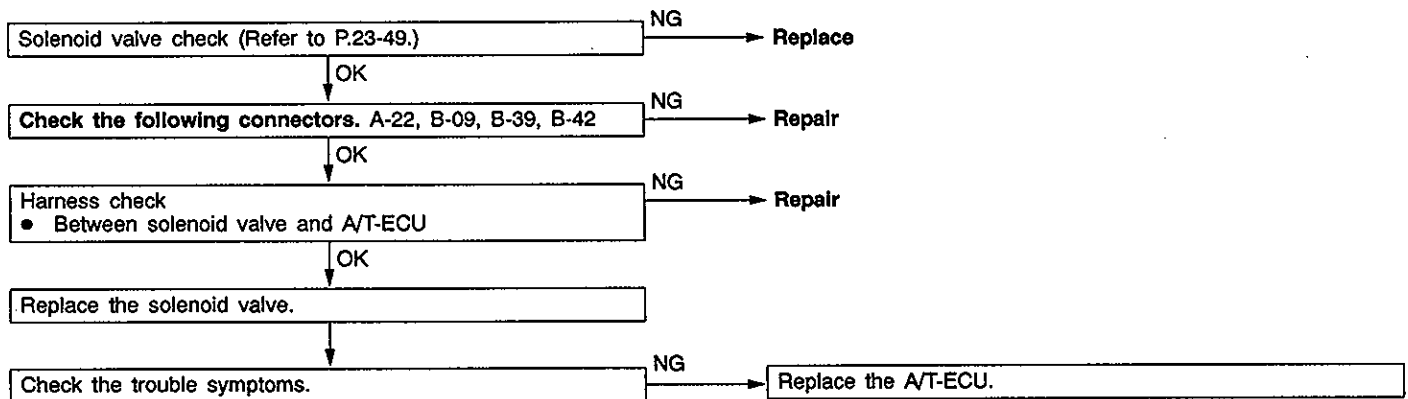 Solenoid valve check (Refer to P.23-49.)
NG
Replace
OK
Check the following connectors. A-22, B-09, B-39, B-42
NG
Repair
OK
Harness check
NG
Repair
● Between solenoid valve and A/T-ECU
OK
Replace the solenoid valve.
Check the trouble symptoms.
NG
Replace the A/T-ECU.